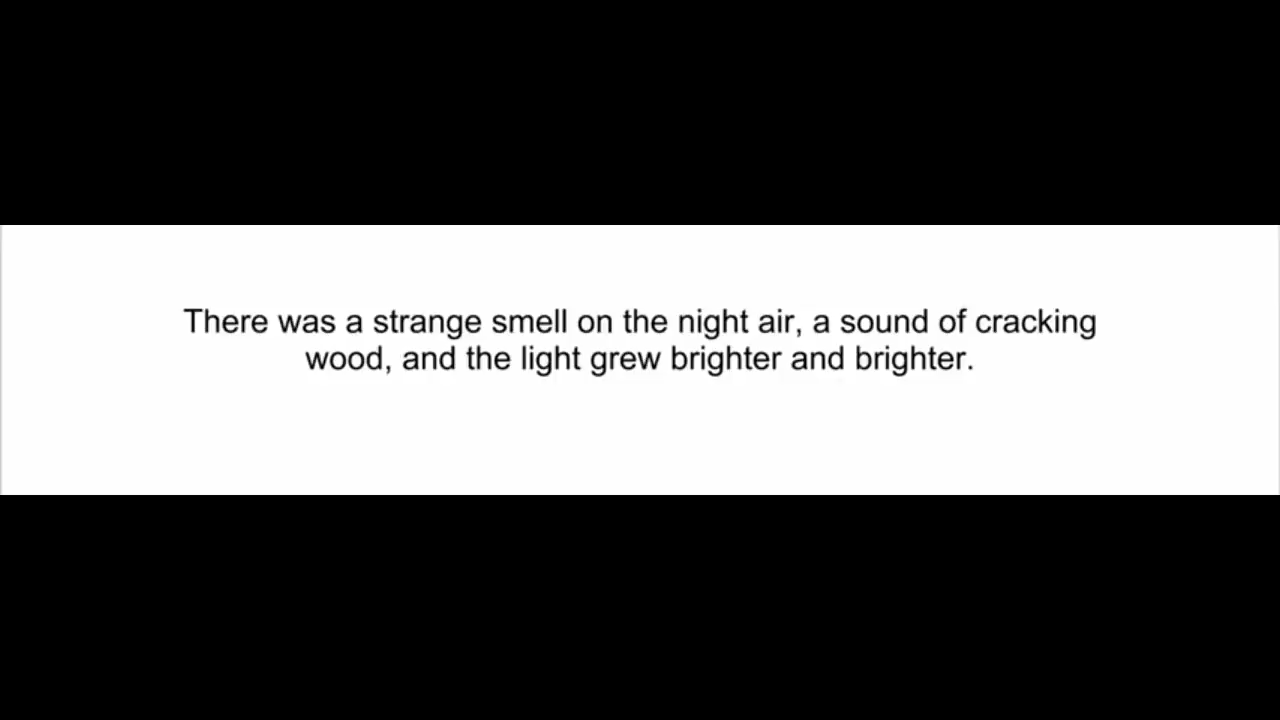 There was a strange smell on the night air, a sound of cracking
wood, and the light grew brighter and brighter.